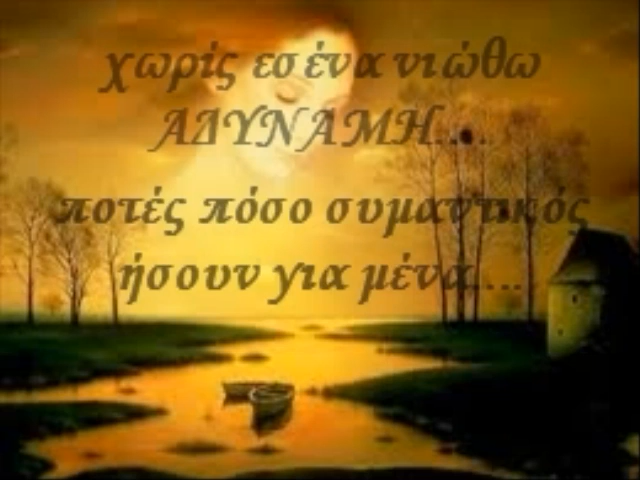 χωρίς εσένα νιώθω
ΑΔΥΝΑΜΗ....
ποτές πόσο συμαντικός
ήσουν για μένα....